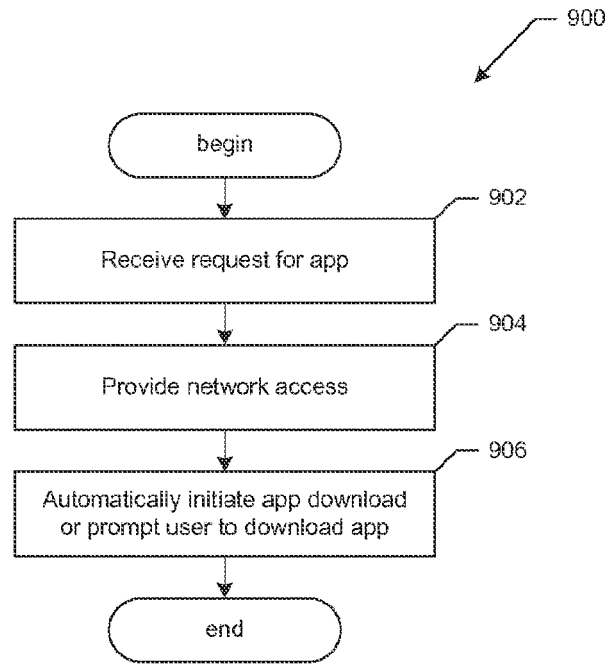 900
begin
902
Receive request for app
904
Provide network access
906
Automatically initiate app download
or prompt user to download app
end